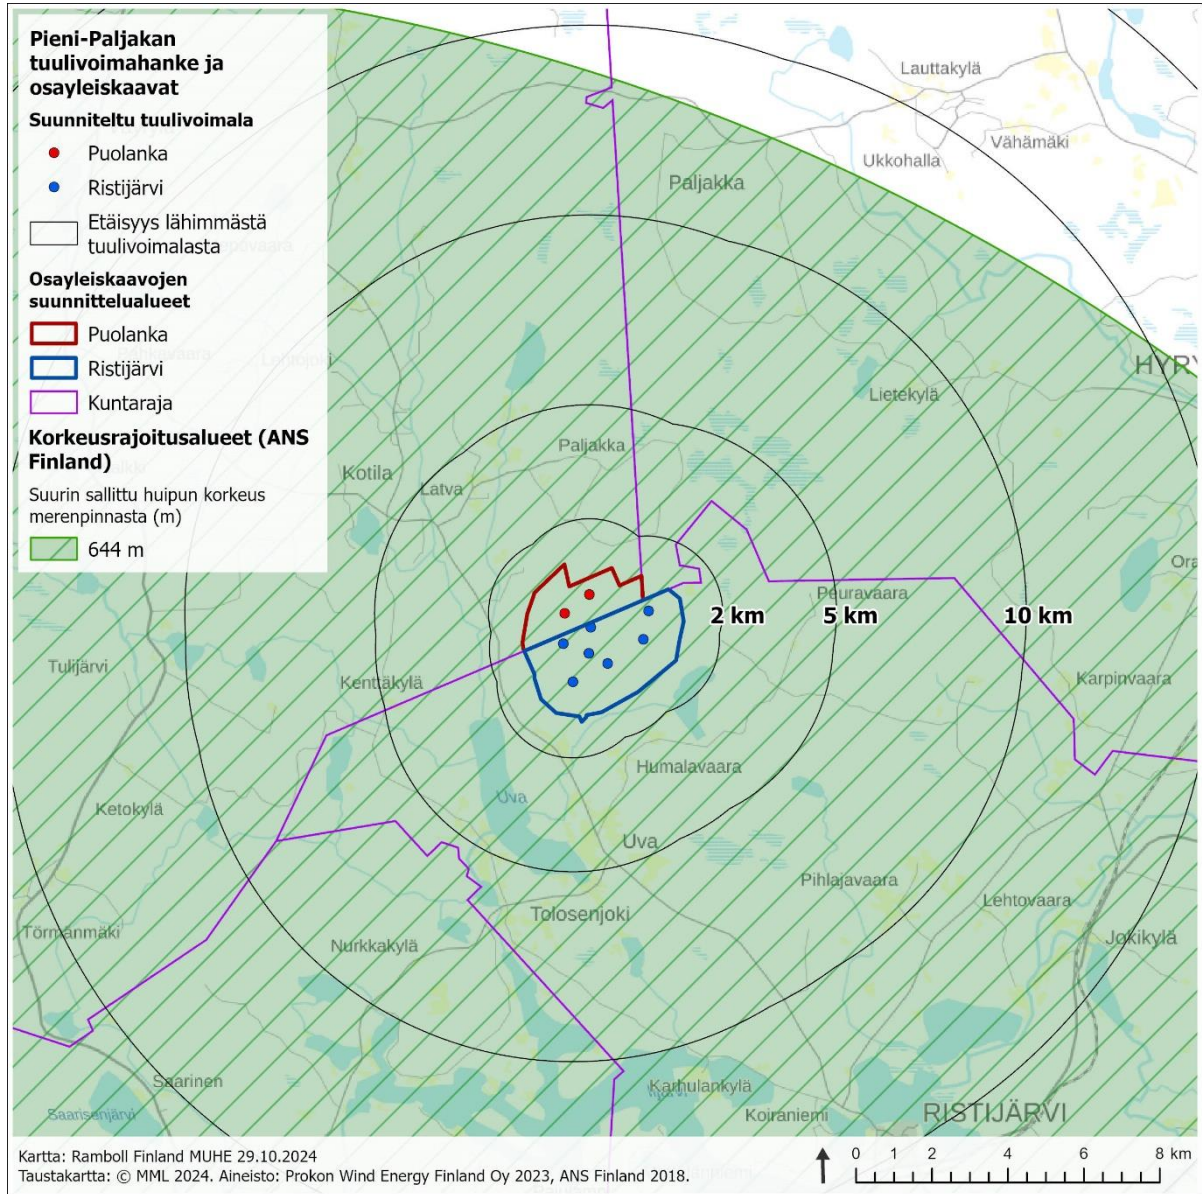 Pieni-Paljakan
tuulivoimahanke ja
osayleiskaavat
Suunniteltu tuulivoimala
Puolanka
Ristijärvi
Etäisyys lähimmästä
tuulivoimalasta
Osayleiskaavojen
suunnittelualueet
Puolanka
Ristijärvi
Kuntaraja
Korkeusrajoitusalueet (ANS
Finland)
Suurin sallittu huipun korkeus
merenpinnasta (m)
644 m
Lauttakylä
Vähämäki
Ukkohalla
Paljakka
HYRY
Lietekylä
Paljakka
Kotila
Latva
Ora
Peuravaara
2 km
5 km
10 km
Tulijärvi
Kenttäkylä
Karpinvaara
Humalavaara
Uva
Ketokylä
Uva
Pihlajavaara
Lehtovaara
Tolosenjoki
Törmänmäki
Nurkkakylä
Jokikylä
Saarinen
Karhulankylä
Saarisenjärvi
Koiraniemi
RISTIJÄRVI
Kartta: Ramboll Finland MUHE 29.10.2024
Taustakartta: © MML 2024. Aineisto: Prokon Wind Energy Finland Oy 2023, ANS Finland 2018.
0 1 2 4 6 8 km